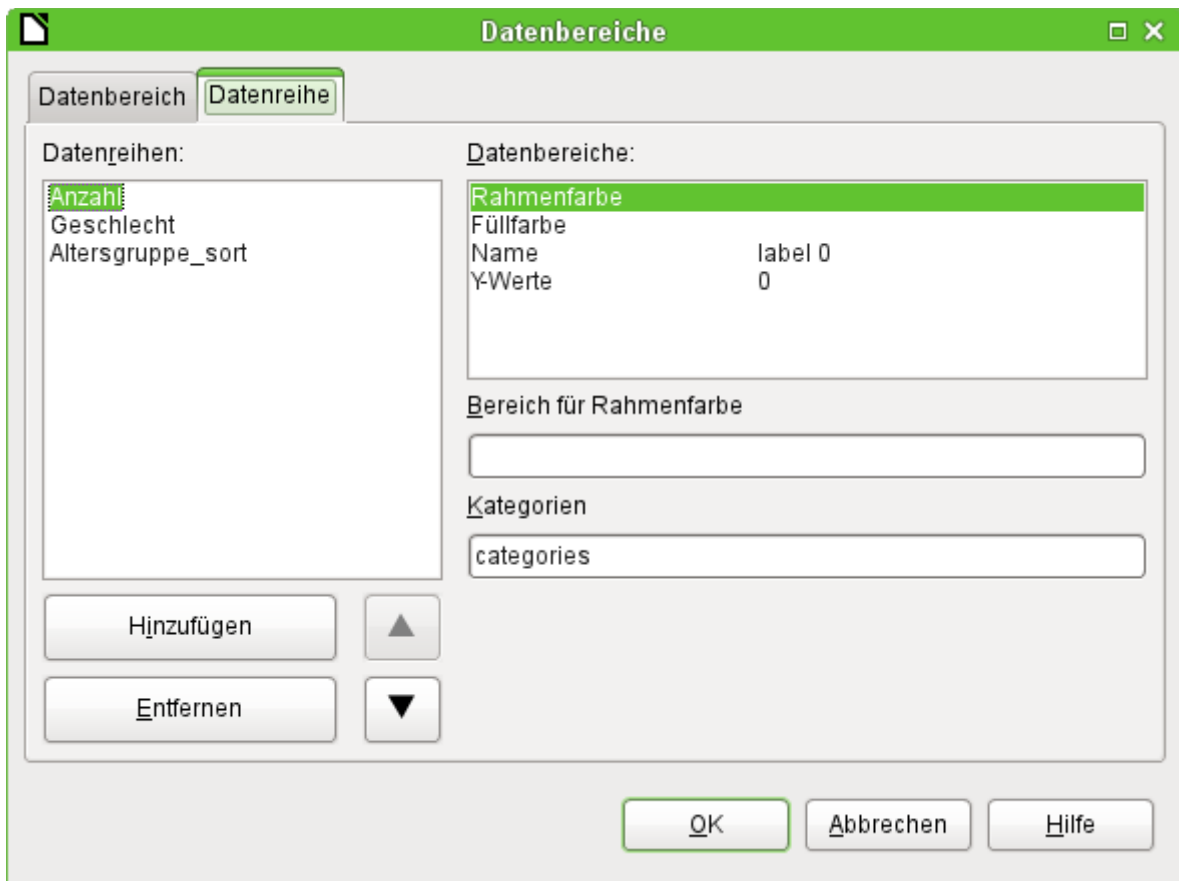 Datenbereiche
Datenbereich Datenreihe
Datenreihen:
Anzahl
Geschlecht
Altersgruppe_sort
Hinzufügen
Entfernen
Datenbereiche:
Rahmenfarbe
Füllfarbe
Name label 0
Y-Werte 0
Bereich für Rahmenfarbe
Kategorien
categories
OK Abbrechen Hilfe